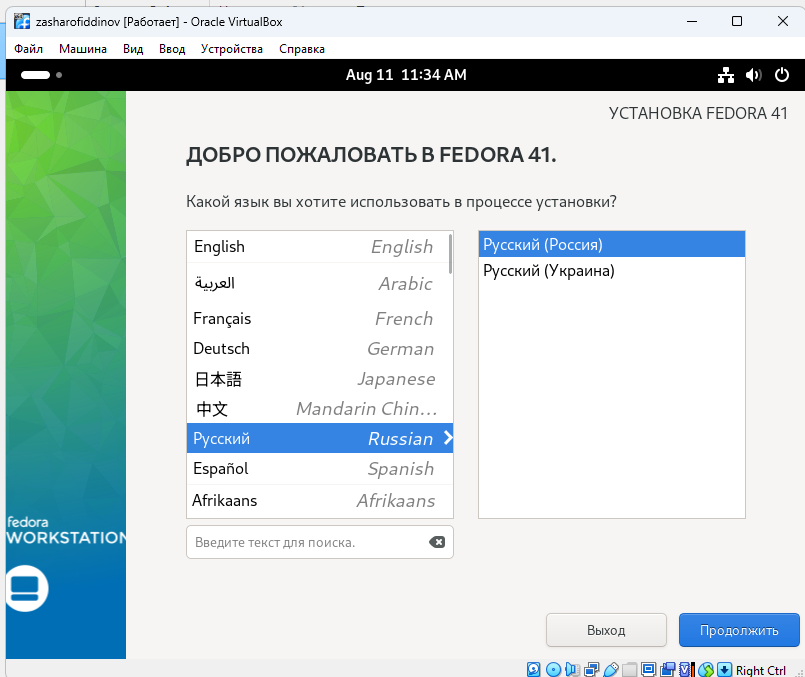 zasharofiddinov [Работает] - Oracle VirtualBox
Файл Машина Вид Ввод Устройства Справка
Aug 11 11:34 AM
УСТАНОВКА FEDORA 41
ДОБРО ПОЖАЛОВАТЬ В FEDORA 41.
Какой язык вы хотите использовать в процессе установки?
English English
العربية Arabic
Français French
Deutsch German
日本語 Japanese
中文 Mandarin Chin...
Русский Russian
Español Spanish
Afrikaans Afrikaans
Русский (Россия)
Русский (Украина)
Введите текст для поиска.
fedora
WORKSTATION
Выход Продолжить
Right Ctrl